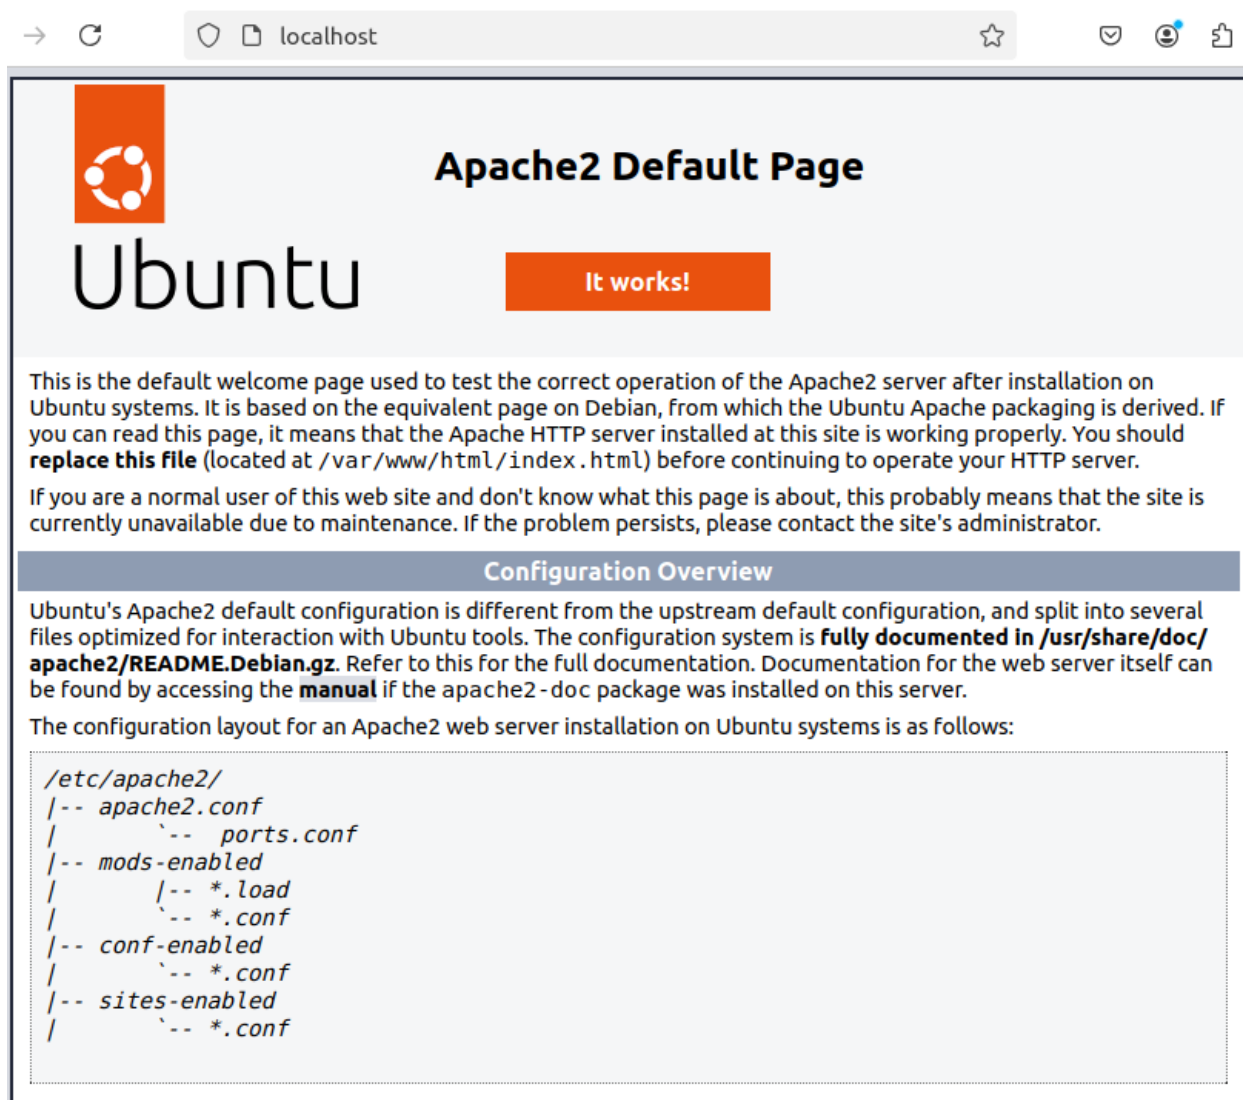 localhost
Apache2 Default Page
Ubuntu
It works!
This is the default welcome page used to test the correct operation of the Apache2 server after installation on
Ubuntu systems. It is based on the equivalent page on Debian, from which the Ubuntu Apache packaging is derived. If
you can read this page, it means that the Apache HTTP server installed at this site is working properly. You should
replace this file (located at /var/www/html/index.html) before continuing to operate your HTTP server.
If you are a normal user of this web site and don't know what this page is about, this probably means that the site is
currently unavailable due to maintenance. If the problem persists, please contact the site's administrator.
Configuration Overview
Ubuntu's Apache2 default configuration is different from the upstream default configuration, and split into several
files optimized for interaction with Ubuntu tools. The configuration system is fully documented in /usr/share/doc/
apache2/README.Debian.gz. Refer to this for the full documentation. Documentation for the web server itself can
be found by accessing the manual if the apache2-doc package was installed on this server.
The configuration layout for an Apache2 web server installation on Ubuntu systems is as follows:
/etc/apache2/
|-- apache2.conf
|       `--  ports.conf
|-- mods-enabled
|       |-- *.load
|       `-- *.conf
|-- conf-enabled
|       `-- *.conf
|-- sites-enabled
|       `-- *.conf